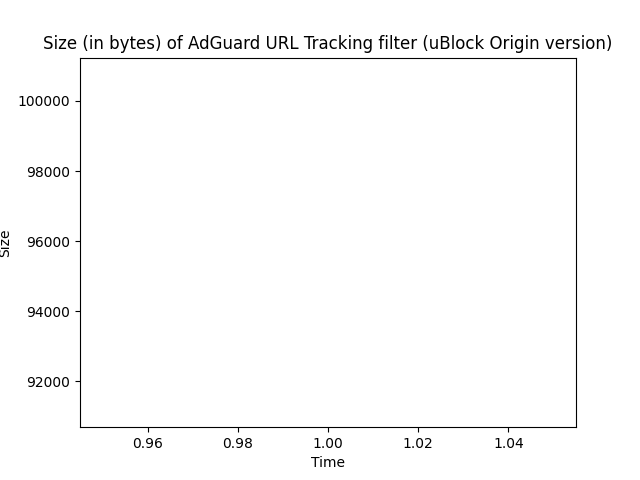 Size (in bytes) of AdGuard URL Tracking filter (uBlock Origin version)
100000
98000
96000
94000
92000
Size
0.96 0.98 1.00 1.02 1.04
Time